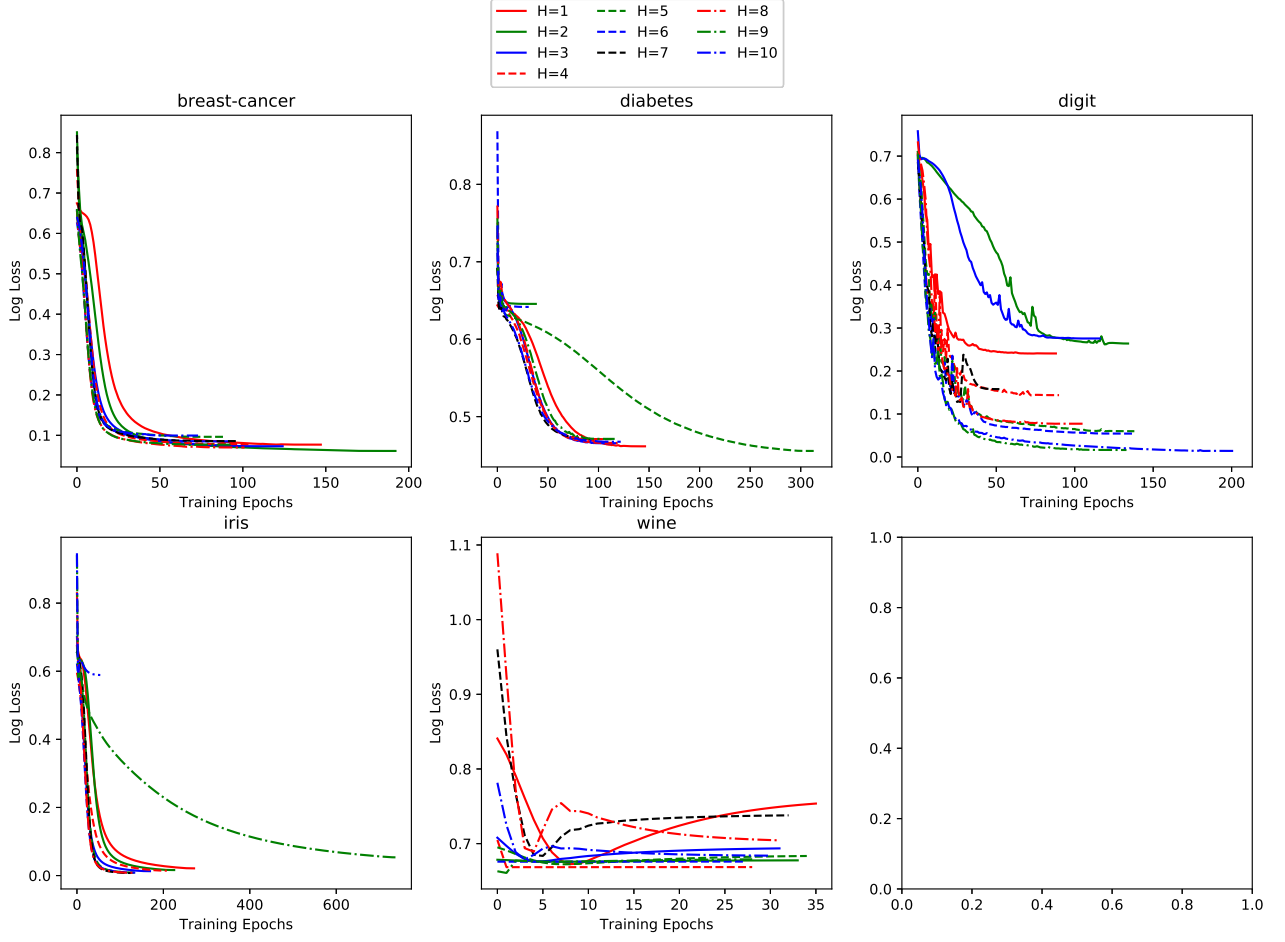 H=1 H=5 H=8
H=2 H=6 H=9
H=3 H=7 H=10
H=4
breast-cancer
0.8
0.7
0.6
0.5
0.4
0.3
0.2
0.1
Log Loss
0 50 100 150 200
Training Epochs
diabetes
0.8
0.7
0.6
0.5
Log Loss
0 50 100 150 200 250 300
Training Epochs
digit
0.7
0.6
0.5
0.4
0.3
0.2
0.1
0.0
Log Loss
0 50 100 150 200
Training Epochs
iris
0.8
0.6
0.4
0.2
0.0
Log Loss
0 200 400 600
Training Epochs
wine
1.1
1.0
0.9
0.8
0.7
Log Loss
0 5 10 15 20 25 30 35
Training Epochs
1.0
0.8
0.6
0.4
0.2
0.0
0.0 0.2 0.4 0.6 0.8 1.0